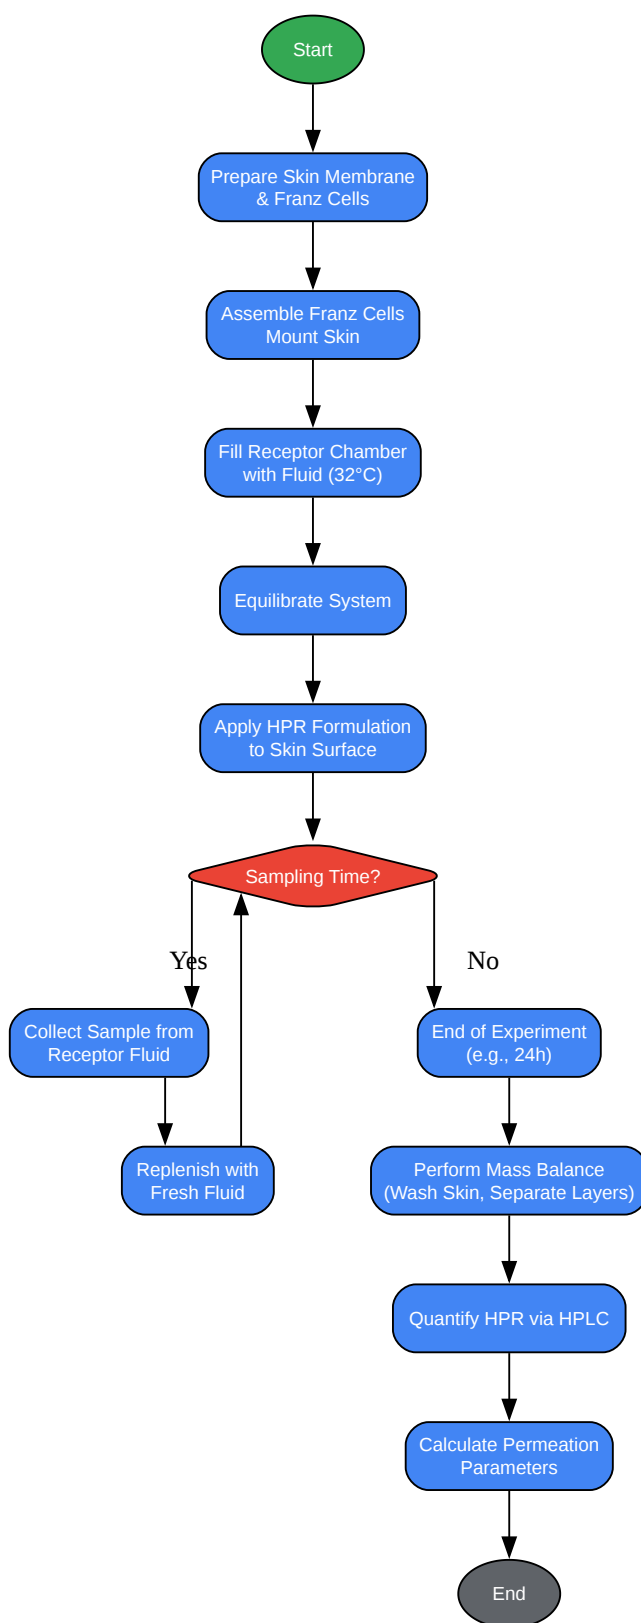 Start
Prepare Skin Membrane
& Franz Cells
Assemble Franz Cells
Mount Skin
Fill Receptor Chamber
with Fluid (32°C)
Equilibrate System
Apply HPR Formulation
to Skin Surface
Sampling Time?
Yes
No
Collect Sample from
Receptor Fluid
End of Experiment
(e.g., 24h)
Replenish with
Fresh Fluid
Perform Mass Balance
(Wash Skin, Separate Layers)
Quantify HPR via HPLC
Calculate Permeation
Parameters
End